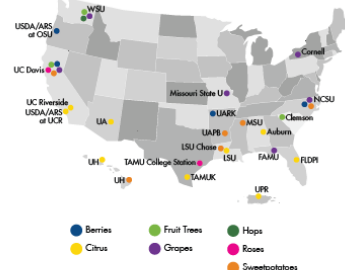 WSU
USDA/ARS
at OSU
Cornell
UC Davis
Missouri State U
NCSU
UC Riverside
USDA/ARS
at UCR
UA
UARK
MSU
Clemson
UAPB
Auburn
LSU Chase
LSU
FAMU
FLDPI
UH
TAMU College Station
TAMUK
UH
UPR
Berries
Fruit Trees
Hops
Citrus
Grapes
Roses
Sweetpotatoes